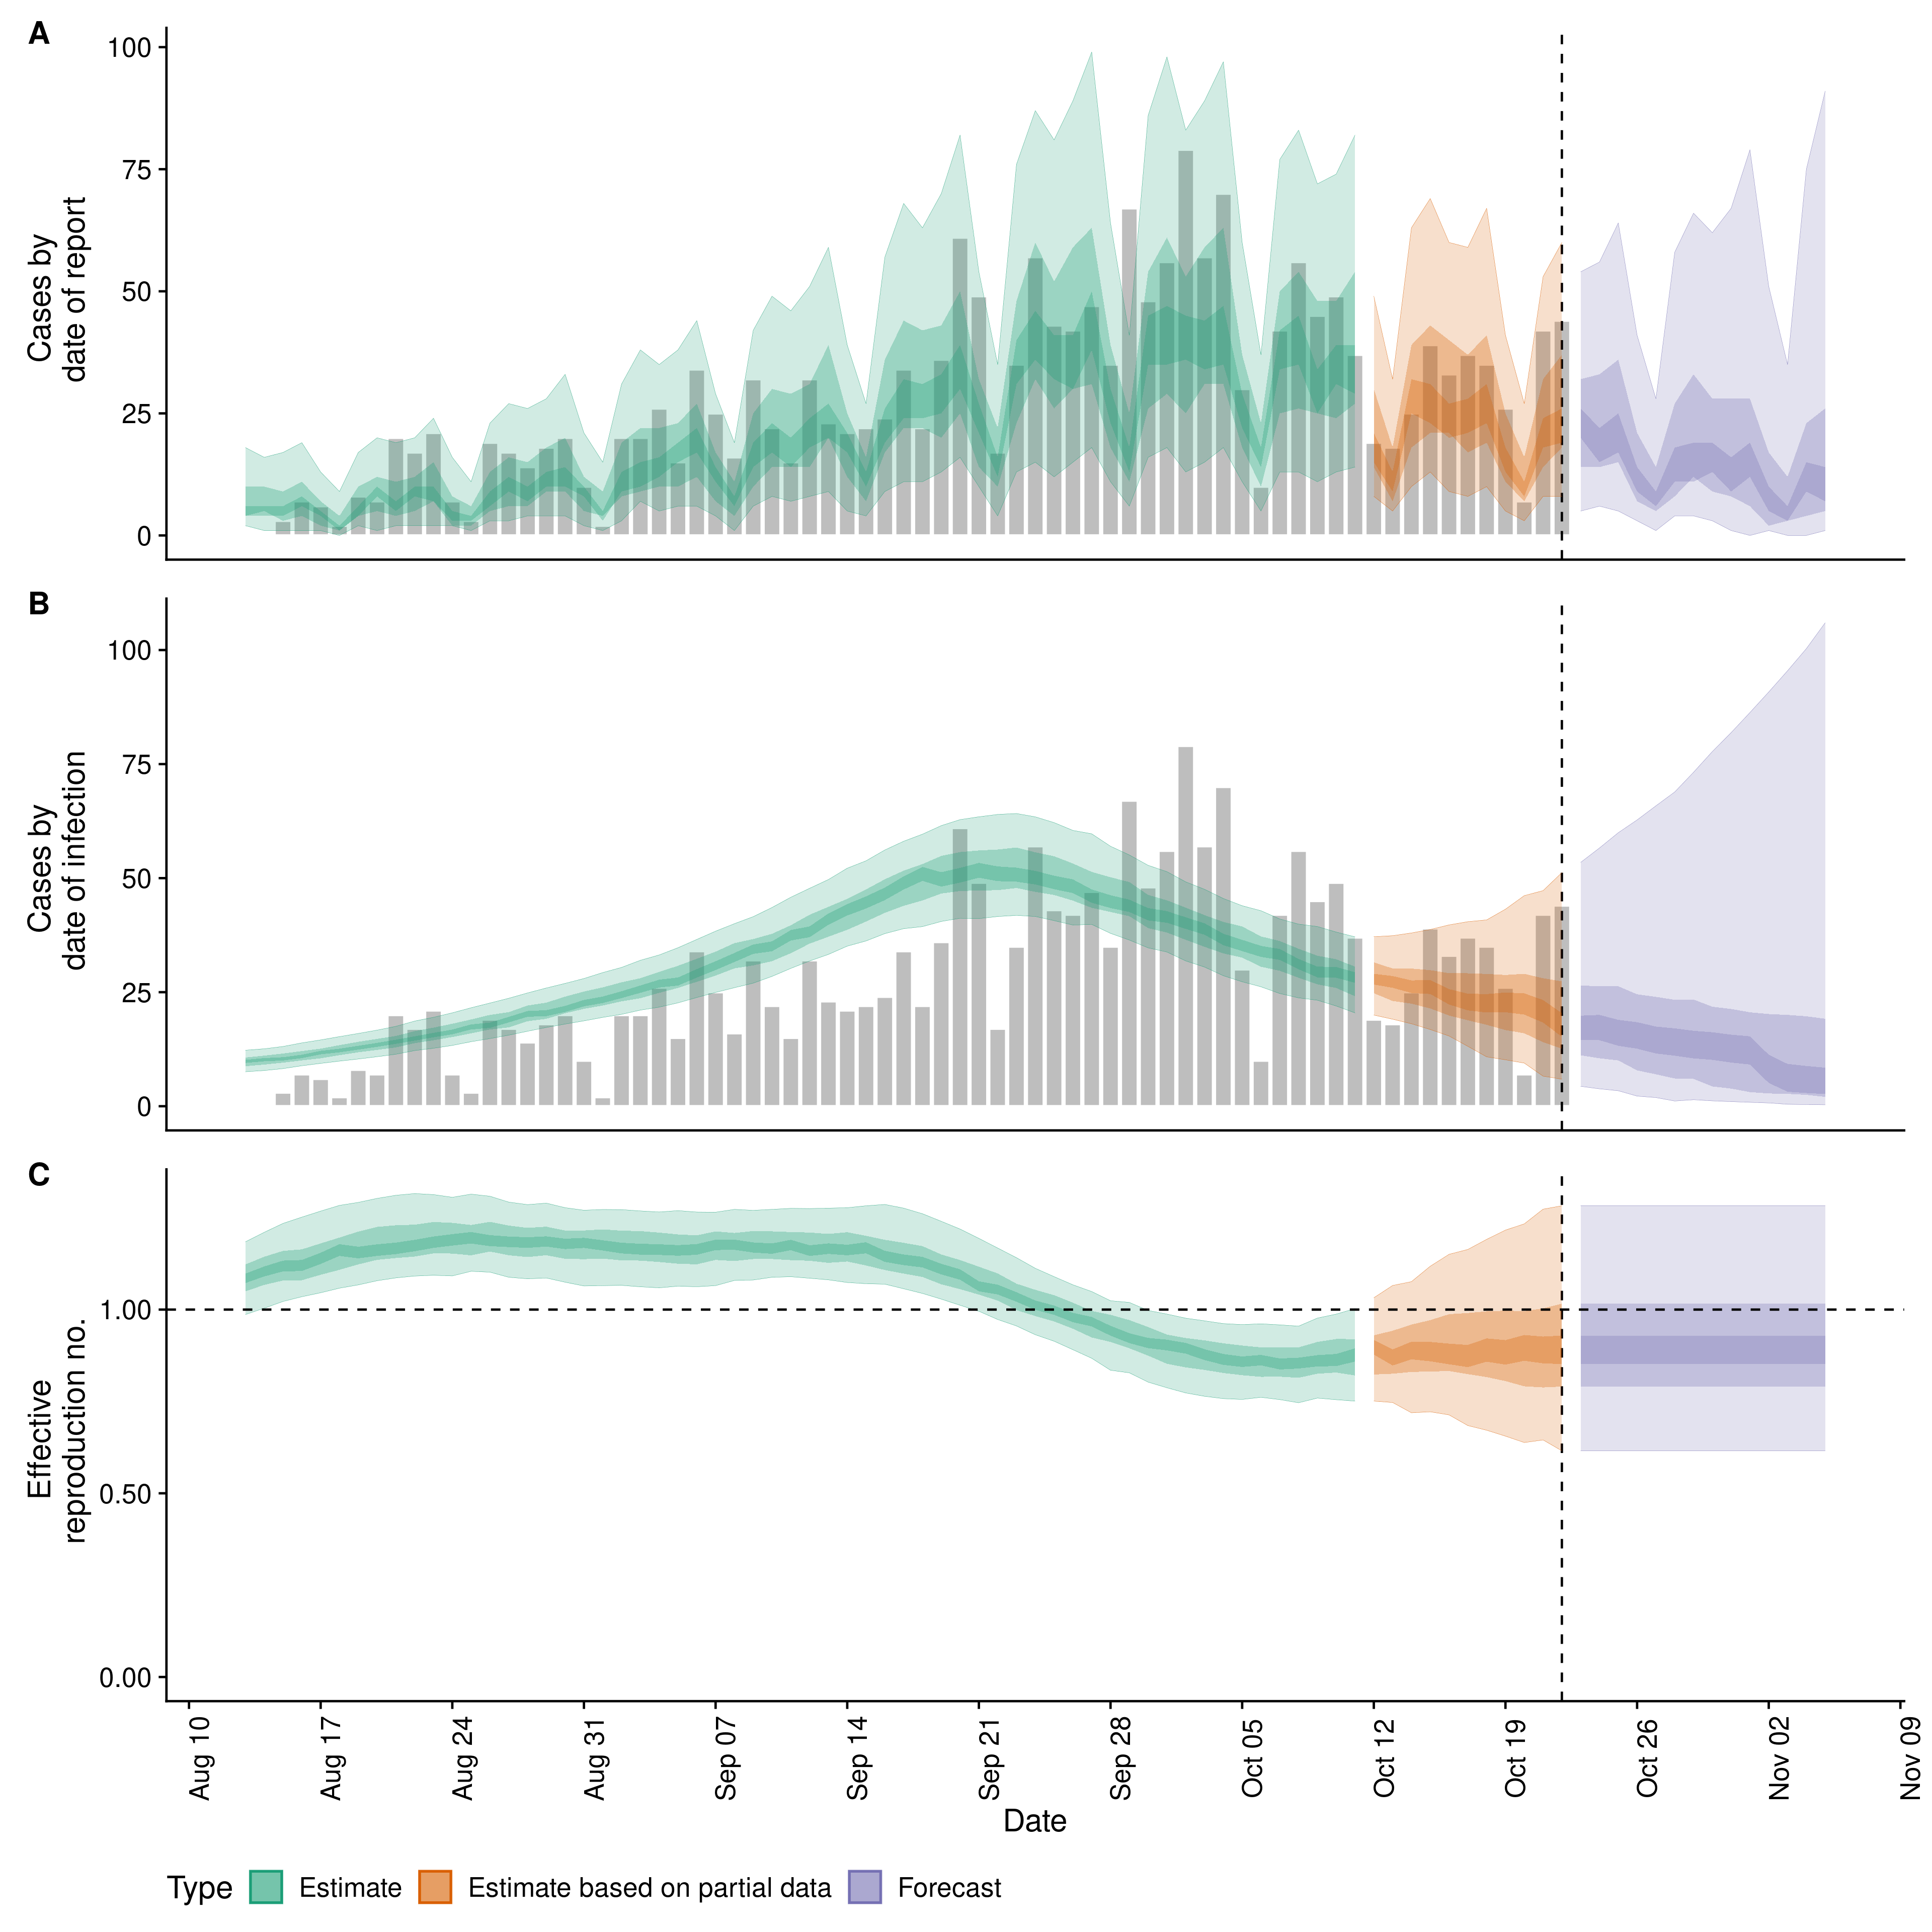 A
100
75
50
25
0
Cases by
date of report
B
100
75
50
25
0
Cases by
date of infection
C
1.00
0.50
0.00
Effective
reproduction no.
Aug 10
Aug 17
Aug 24
Aug 31
Sep 07
Sep 14
Sep 21
Sep 28
Oct 05
Oct 12
Oct 19
Oct 26
Nov 02
Nov 09
Date
Type Estimate Estimate based on partial data Forecast